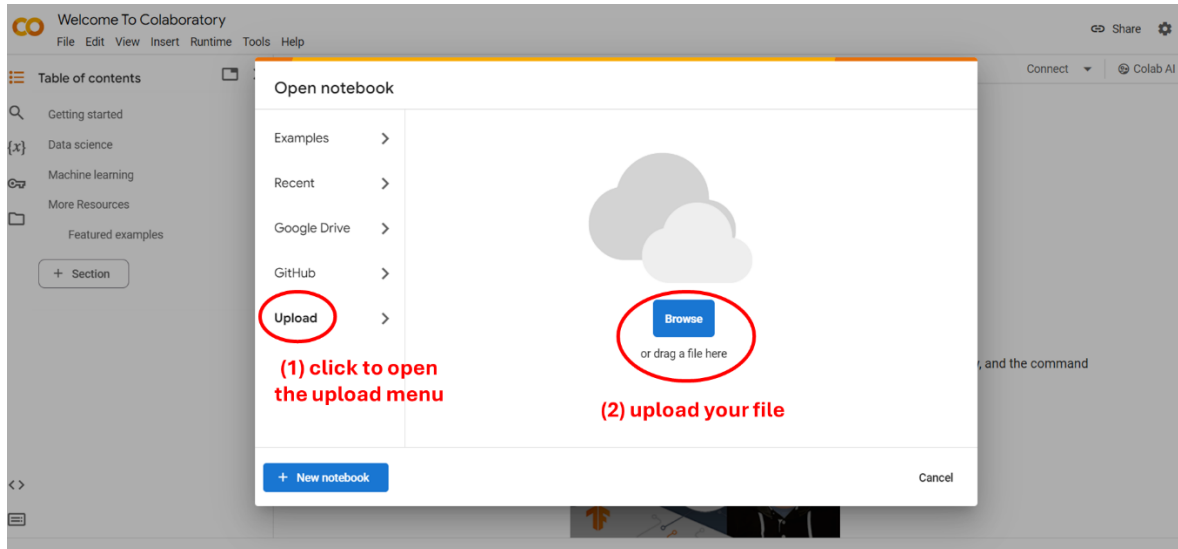 Welcome To Colaboratory
File Edit View Insert Runtime Tools Help
Share
Table of contents
Connect
Colab AI
Getting started
{x}
Data science
Machine learning
More Resources
Featured examples
+ Section
Open notebook
Examples
Recent
Google Drive
GitHub
Upload
(1) click to open
the upload menu
Browse
or drag a file here
(2) upload your file
, and the command
+ New notebook
Cancel